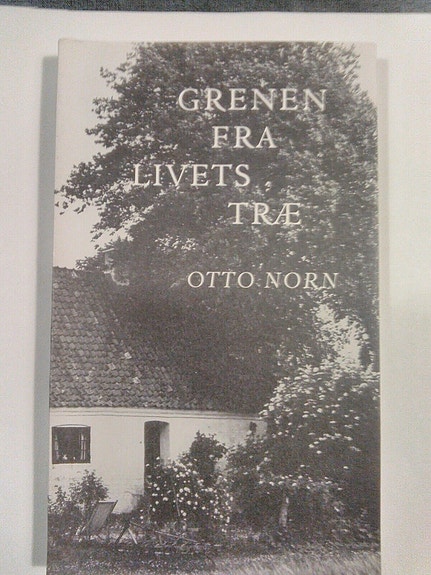 GRENEN
FRA
LIVETS
TRÆ
OTTO NORN